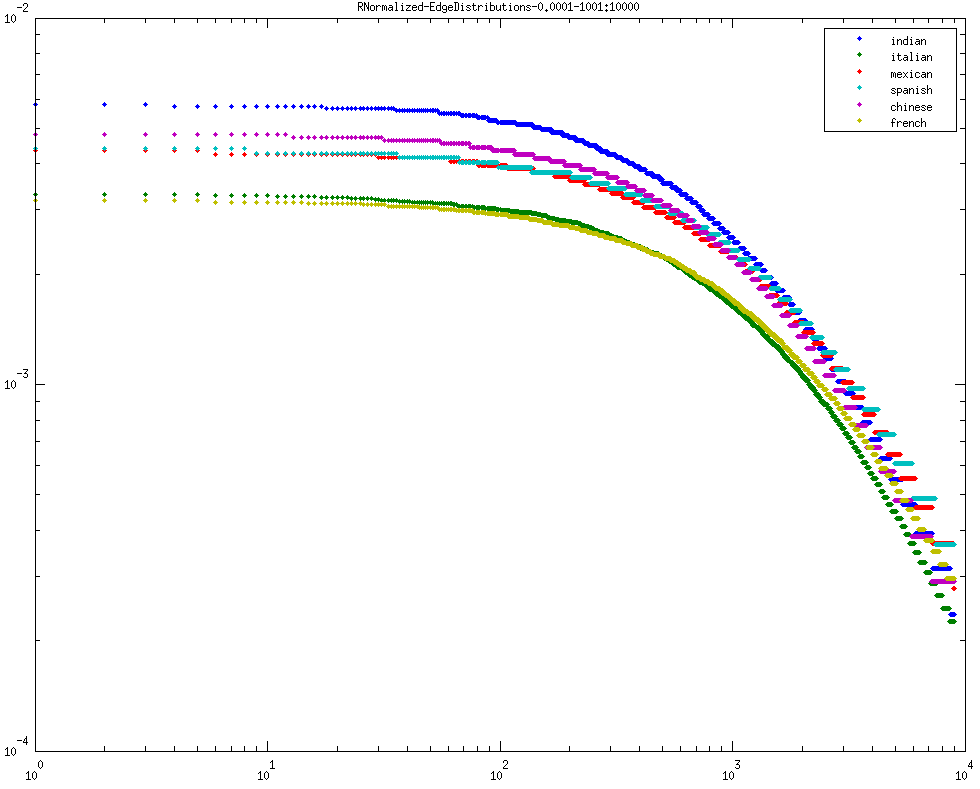 RNormalized-EdgeDistributions-0.0001-1001:10000
10^-2
indian
italian
mexican
spanish
chinese
french
10^-3
10^-4
10^0 10^1 10^2 10^3 10^4